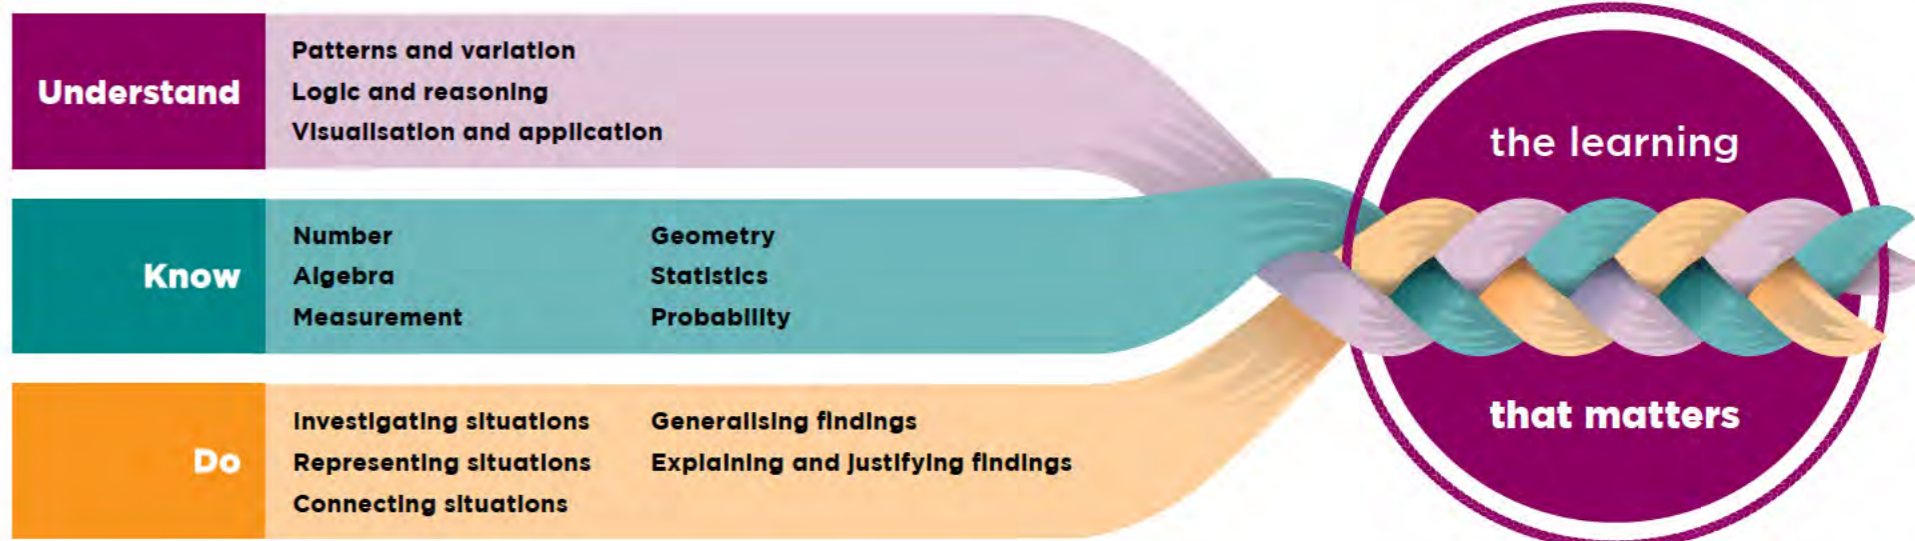 Understand
Patterns and variation
Logic and reasoning
Visualisation and application
Know
Number
Algebra
Measurement
Geometry
Statistics
Probability
Do
Investigating situations
Representing situations
Connecting situations
Generalising findings
Explaining and justifying findings
the learning
that matters